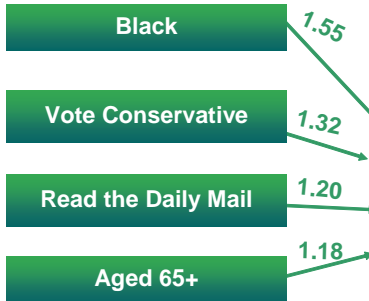 Black
1.55
Vote Conservative
1.32
Read the Daily Mail
1.20
Aged 65+
1.18